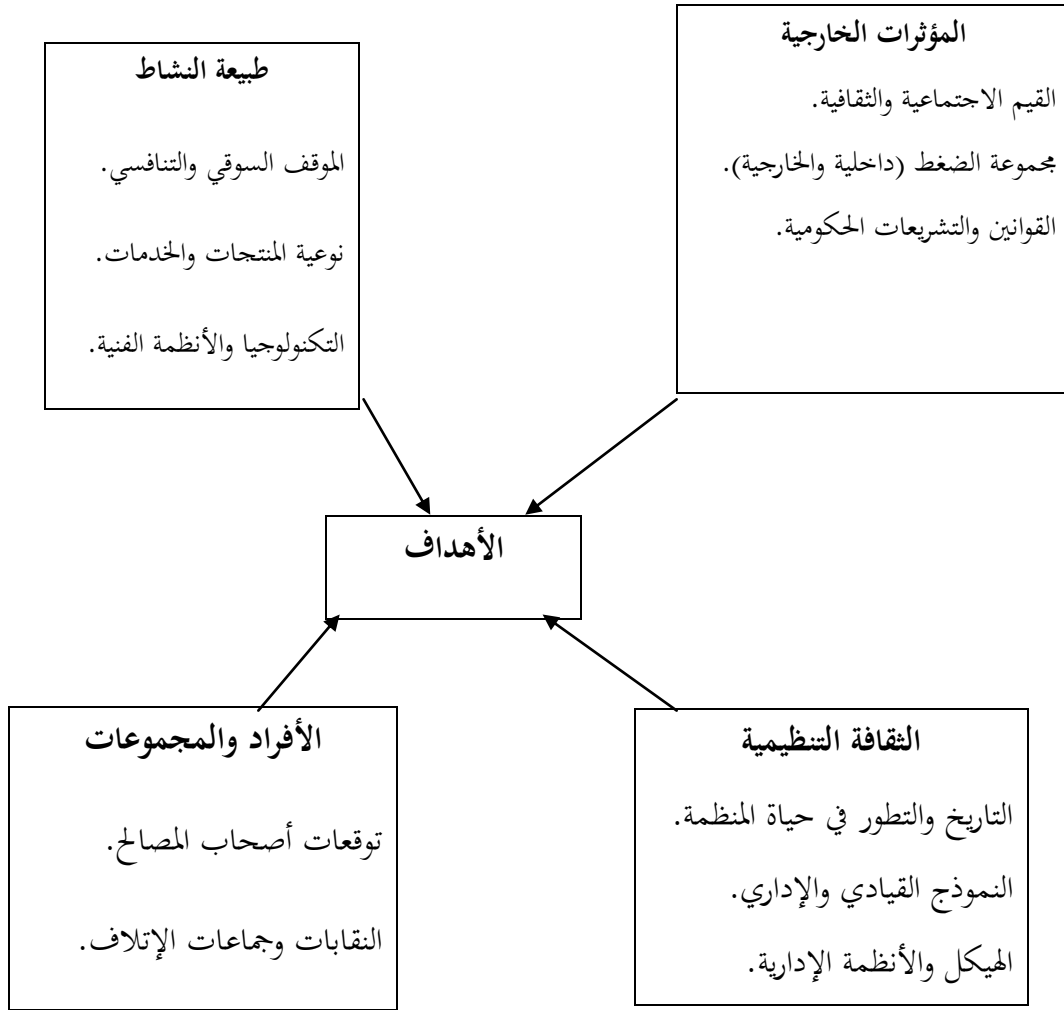 المؤثرات الخارجية
القيم الاجتماعية والثقافية.
مجموعة الضغط (داخلية والخارجية).
القوانين والتشريعات الحكومية.
طبيعة النشاط
الموقف السوقي والتنافسي.
نوعية المنتجات والخدمات.
التكنولوجيا والأنظمة الفنية.
الأهداف
الثقافة التنظيمية
التاريخ والتطور في حياة المنظمة.
النموذج القيادي والإداري.
الهيكل والأنظمة الإدارية.
الأفراد والمجموعات
توقعات أصحاب المصالح.
النقابات وجماعات الإتلاف.